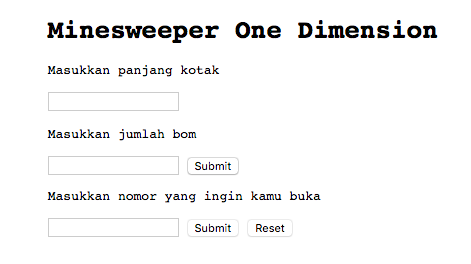 Minesweeper One Dimension
Masukkan panjang kotak
Masukkan jumlah bom
Submit
Masukkan nomor yang ingin kamu buka
Submit Reset